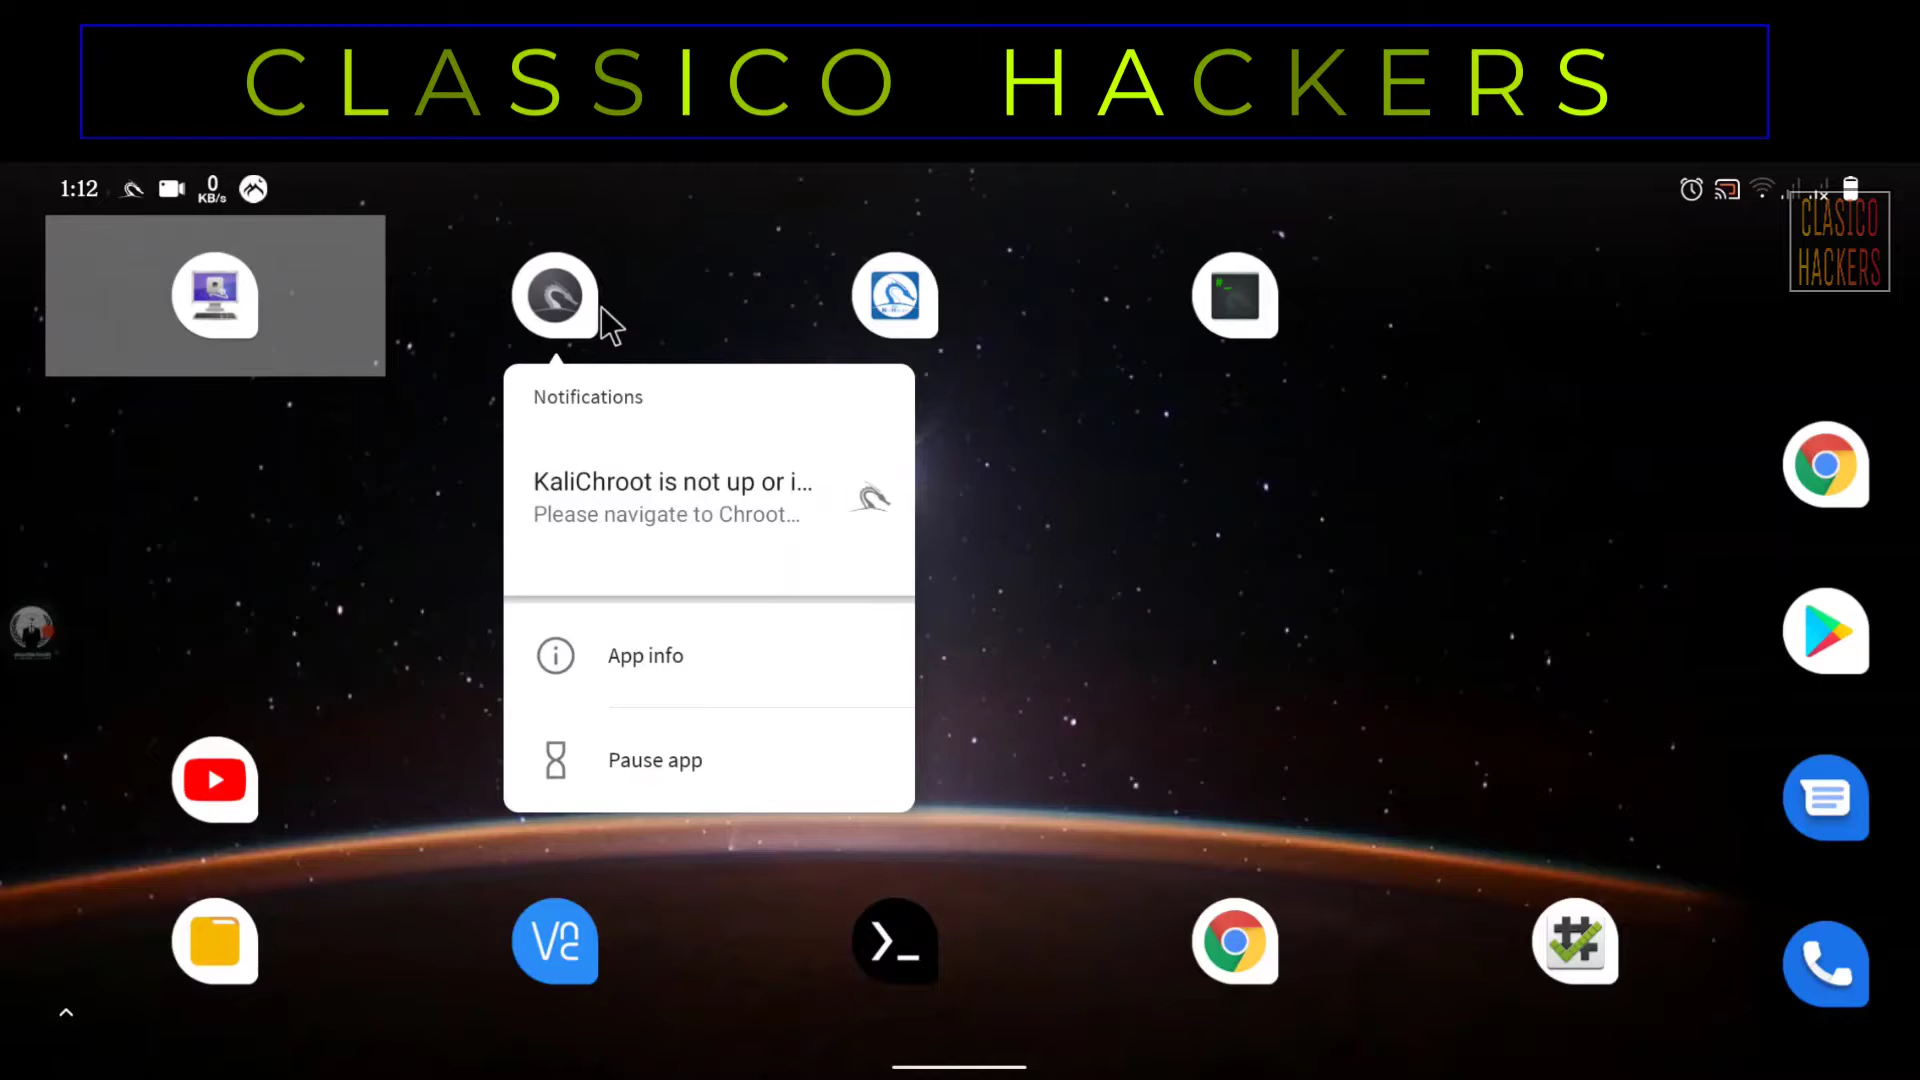 CLASSICO HACKERS
1:12
0
KB/s
CLASICO
HACKERS
Notifications
KaliChroot is not up or i...
Please navigate to Chroot...
App info
Pause app